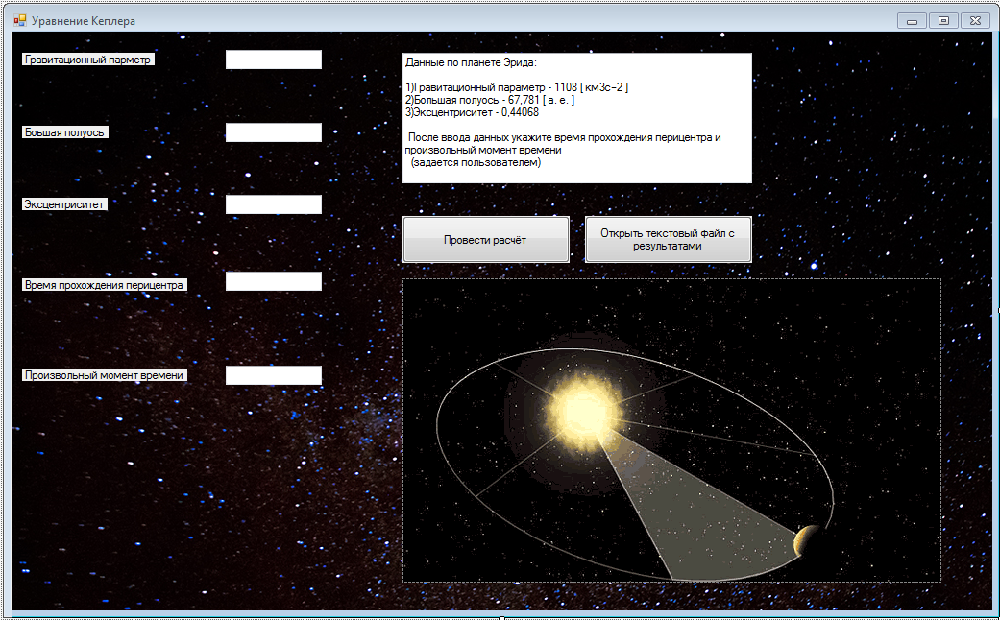 Уравнение Кеплера
Гравитационный парметр
Боьшая полуось
Эксцентриситет
Время прохождения перицентра
Произвольный момент времени
Данные по планете Эрида:
1)Гравитационный параметр - 1108 [ км3с−2 ]
2)Большая полуось - 67,781 [ а. е. ]
3)Эксцентриситет - 0,44068
После ввода данных укажите время прохождения перицентра и
произвольный момент времени
(задается пользователем)
Провести расчёт
Открыть текстовый файл с
результатами